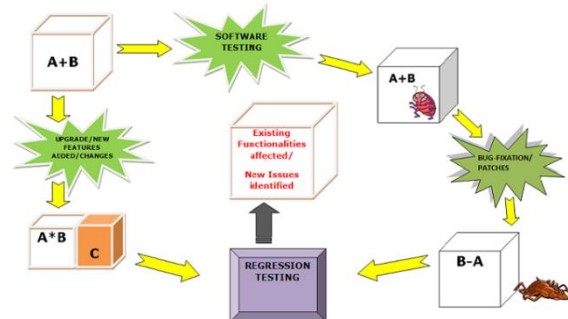 A+B
SOFTWARE
TESTING
A+B
UPGRADE/NEW
FEATURES
ADDED/CHANGES
Existing
Functionalities
affected/
New Issues
identified
BUG-FIXATION/
PATCHES
A*B
C
REGRESSION
TESTING
B-A